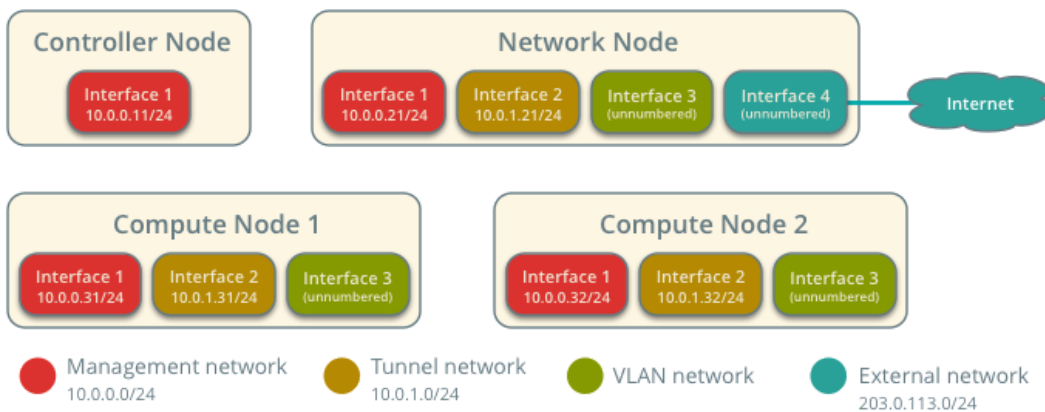 Controller Node
Interface 1
10.0.0.11/24
Network Node
Interface 1
10.0.0.21/24
Interface 2
10.0.1.21/24
Interface 3
(unnumbered)
Interface 4
(unnumbered)
Internet
Compute Node 1
Interface 1
10.0.0.31/24
Interface 2
10.0.1.31/24
Interface 3
(unnumbered)
Compute Node 2
Interface 1
10.0.0.32/24
Interface 2
10.0.1.32/24
Interface 3
(unnumbered)
Management network
10.0.0.0/24
Tunnel network
10.0.1.0/24
VLAN network
External network
203.0.113.0/24